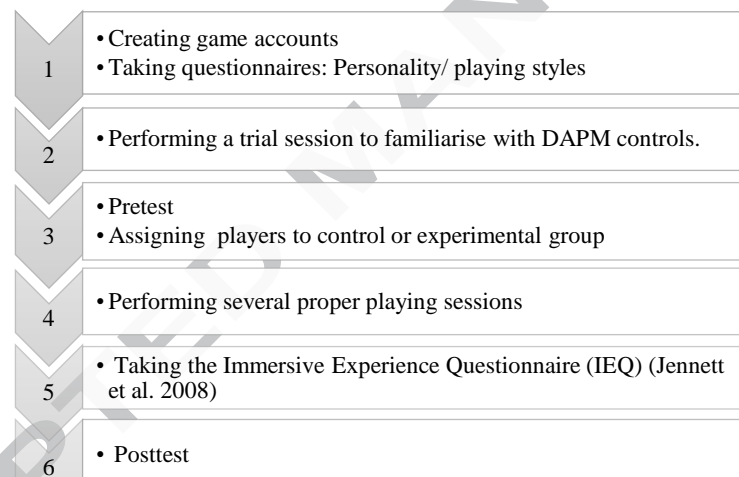 1
• Creating game accounts
• Taking questionnaires: Personality/ playing styles
2
• Performing a trial session to familiarise with DAPM controls.
3
• Pretest
• Assigning players to control or experimental group
4
• Performing several proper playing sessions
5
• Taking the Immersive Experience Questionnaire (IEQ) (Jennett
et al. 2008)
6
• Posttest